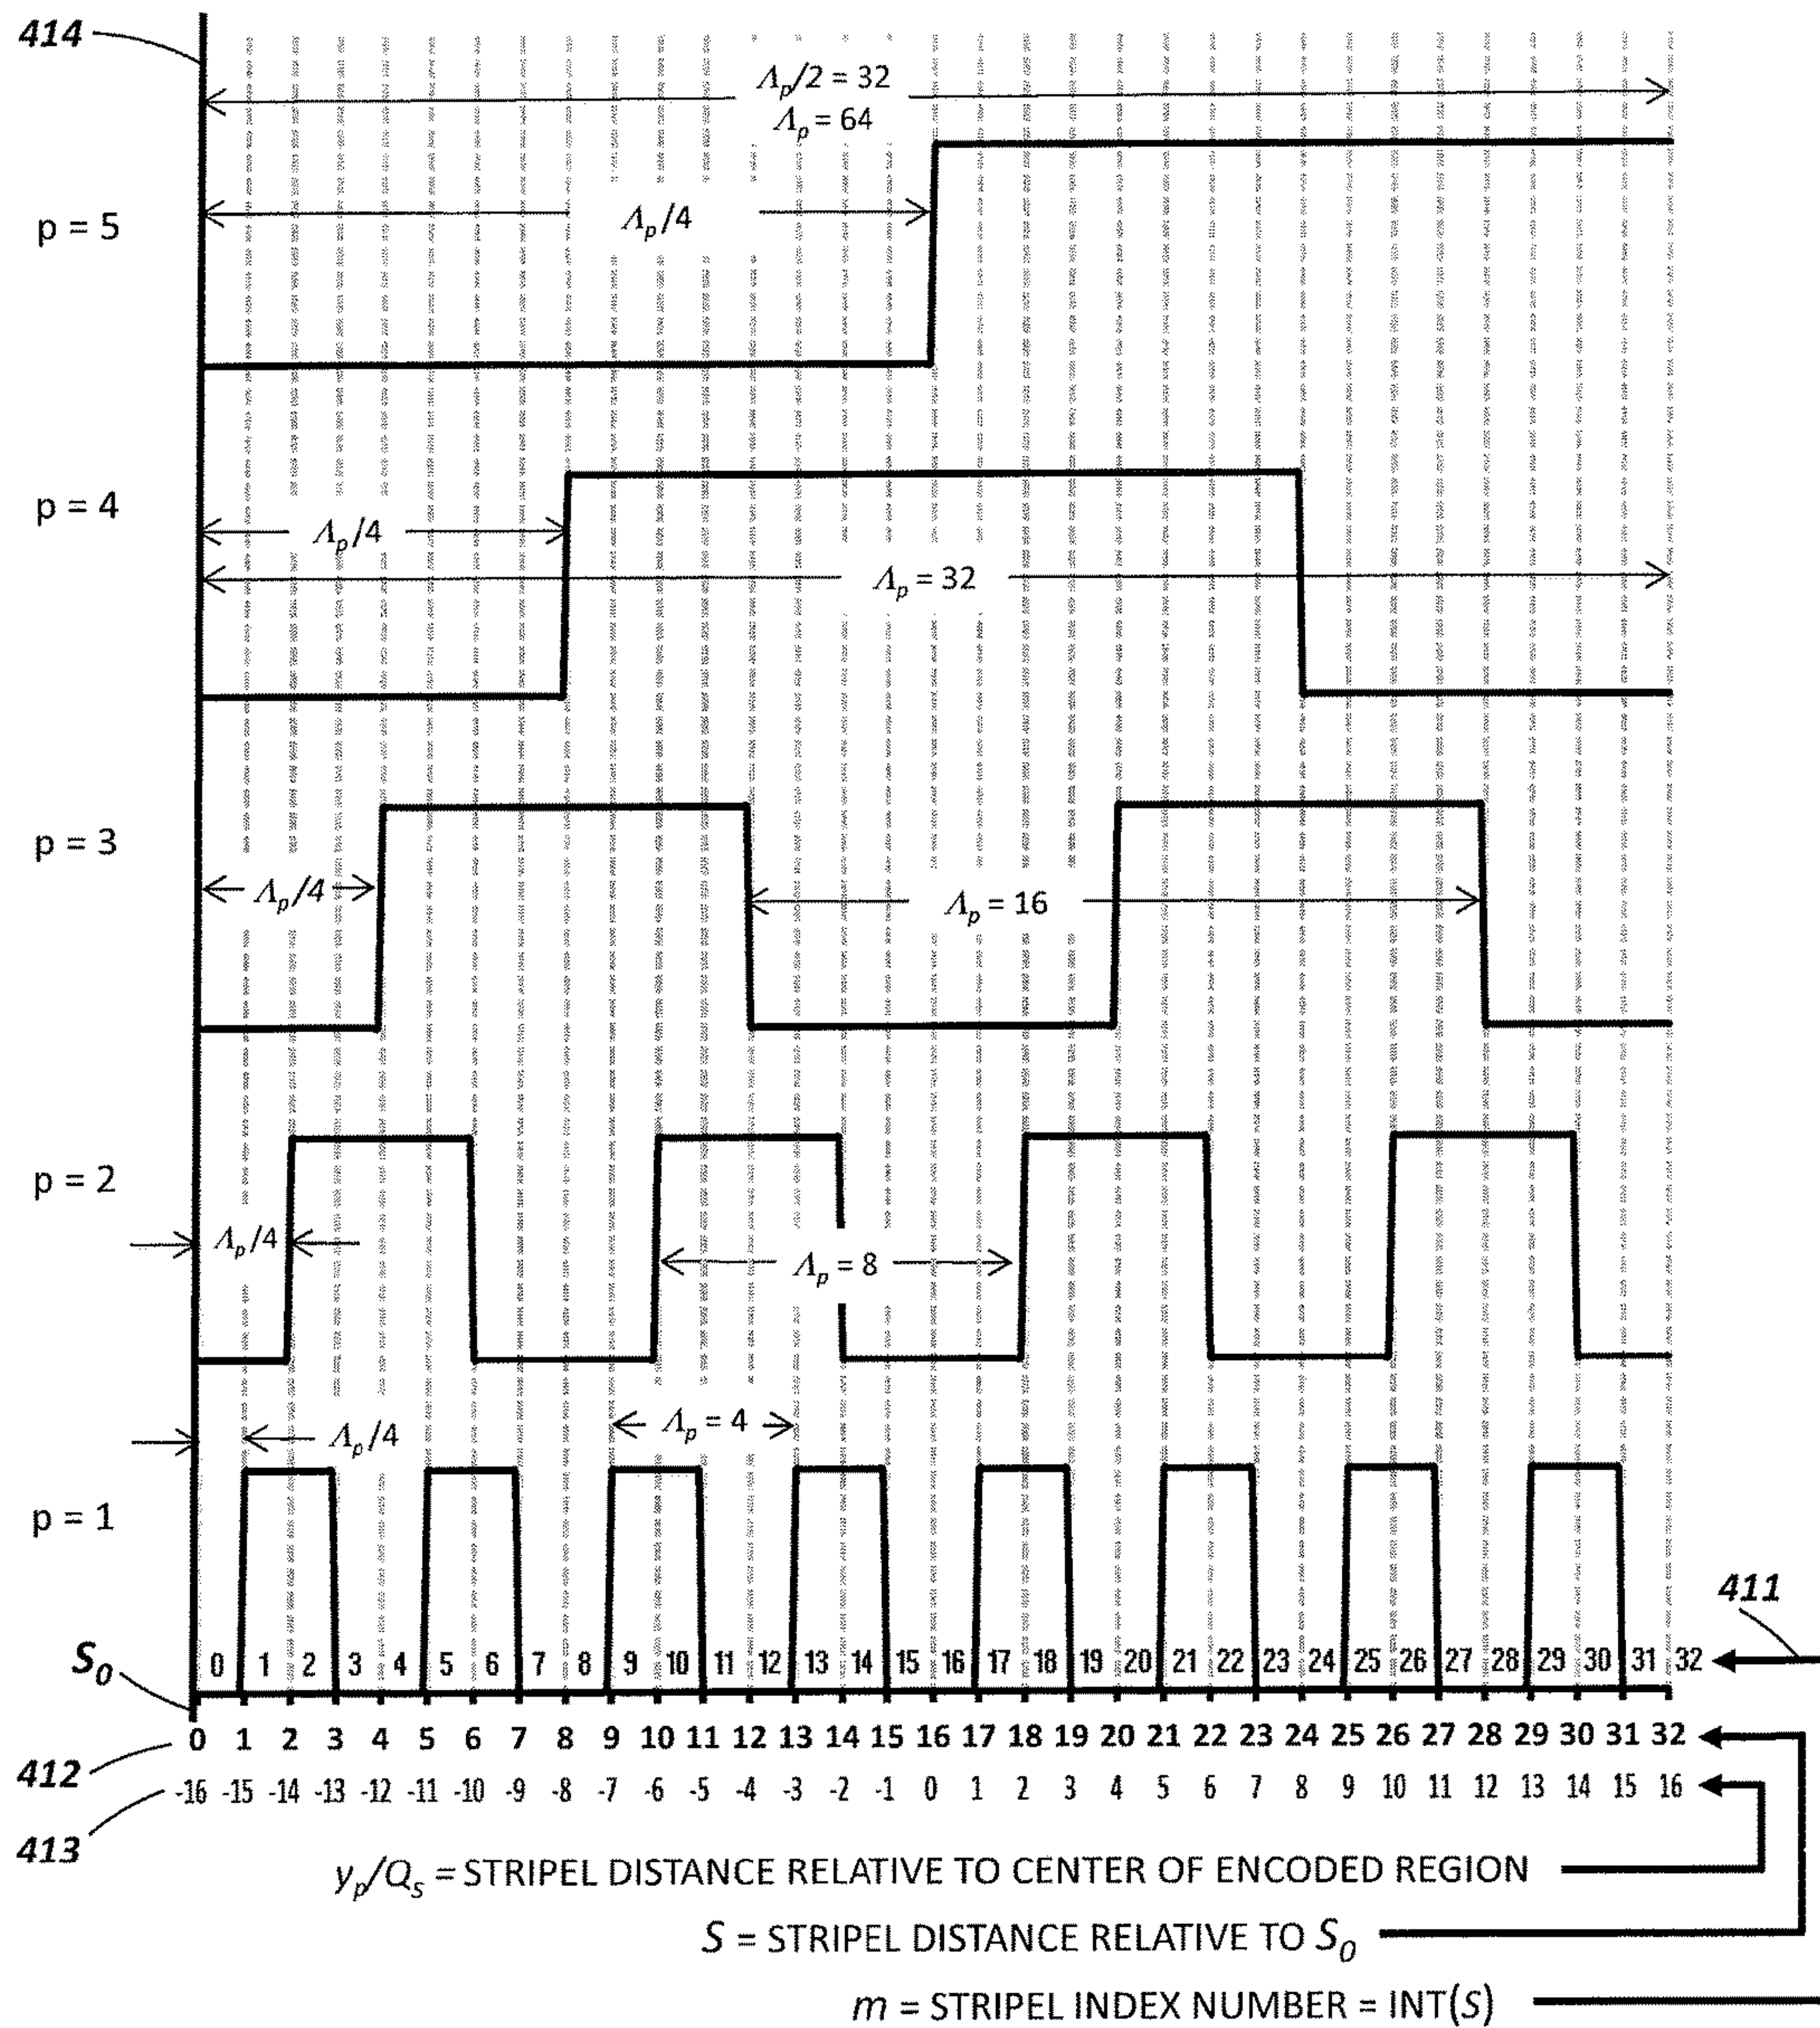 414
Λp/2 = 32
Λp = 64
p = 5
Λp/4
p = 4
Λp/4
Λp = 32
p = 3
Λp/4
Λp = 16
p = 2
Λp/4
Λp = 8
Λp/4
Λp = 4
p = 1
411
S0
0 1 2 3 4 5 6 7 8 9 10 11 12 13 14 15 16 17 18 19 20 21 22 23 24 25 26 27 28 29 30 31 32
0 1 2 3 4 5 6 7 8 9 10 11 12 13 14 15 16 17 18 19 20 21 22 23 24 25 26 27 28 29 30 31 32
412
-16 -15 -14 -13 -12 -11 -10 -9 -8 -7 -6 -5 -4 -3 -2 -1 0 1 2 3 4 5 6 7 8 9 10 11 12 13 14 15 16
413
yp/Qs = STRIPEL DISTANCE RELATIVE TO CENTER OF ENCODED REGION
S = STRIPEL DISTANCE RELATIVE TO S0
m = STRIPEL INDEX NUMBER = INT(s)